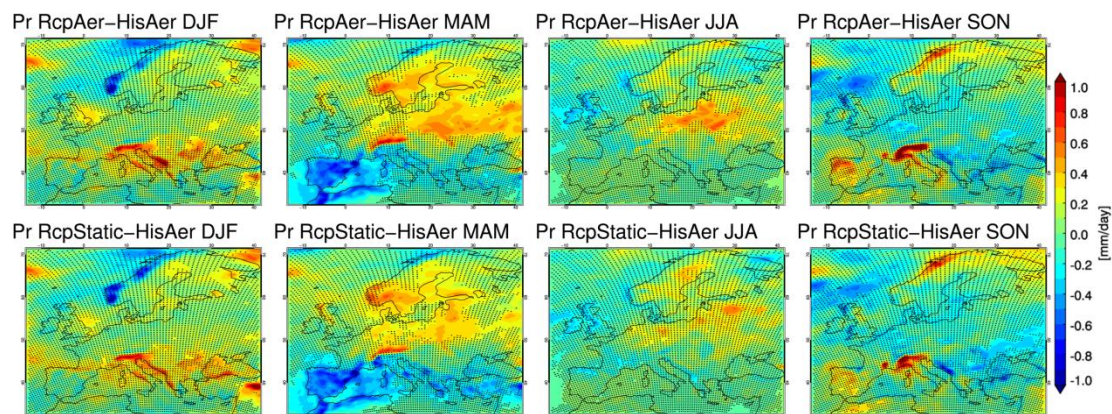 Pr RcpAer-HisAer DJF
Pr RcpAer-HisAer MAM
Pr RcpAer-HisAer JJA
Pr RcpAer-HisAer SON
1.0
0.8
0.6
0.4
0.2
0.0
-0.2
-0.4
-0.6
-0.8
-1.0
[mm/day]
Pr RcpStatic-HisAer DJF
Pr RcpStatic-HisAer MAM
Pr RcpStatic-HisAer JJA
Pr RcpStatic-HisAer SON